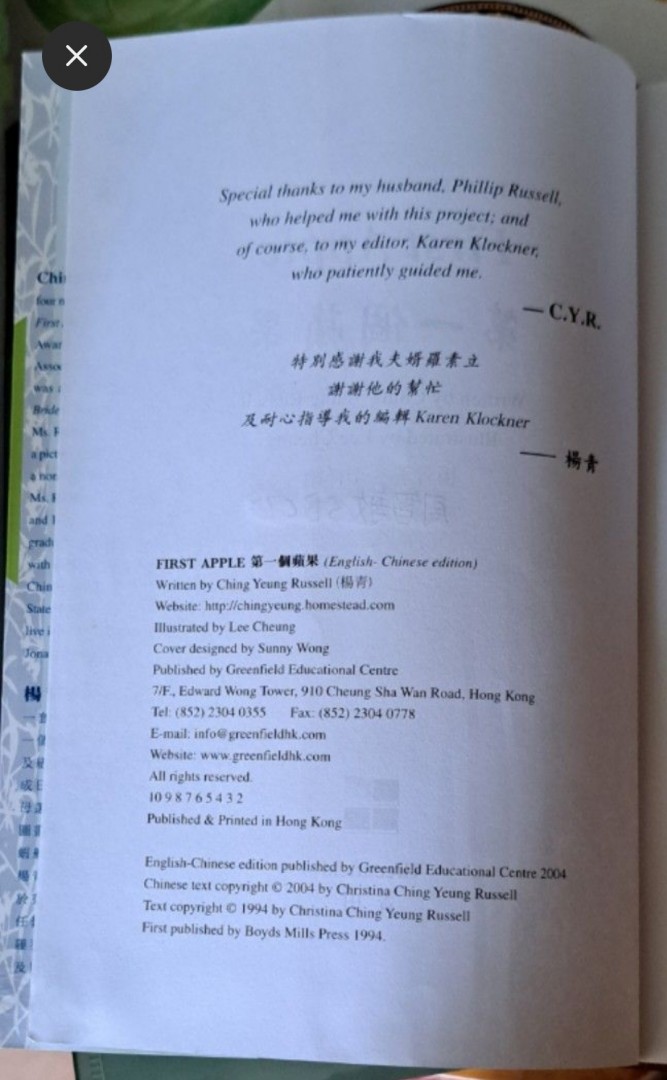 Special thanks to my husband, Phillip Russell,
who helped me with this project; and
of course, to my editor, Karen Klockner,
who patiently guided me.
— C.Y.R.
特別感謝我夫婿羅素立
謝謝他的幫忙
及耐心指導我的編輯 Karen Klockner
—— 楊青
FIRST APPLE 第一個蘋果 (English- Chinese edition)
Written by Ching Yeung Russell (楊青)
Website: http://chingyeung.homestead.com
Illustrated by Lee Cheung
Cover designed by Sunny Wong
Published by Greenfield Educational Centre
7/F., Edward Wong Tower, 910 Cheung Sha Wan Road, Hong Kong
Tel: (852) 2304 0355 Fax: (852) 2304 0778
E-mail: info@greenfieldhk.com
Website: www.greenfieldhk.com
All rights reserved.
10 9 8 7 6 5 4 3 2
Published & Printed in Hong Kong
English-Chinese edition published by Greenfield Educational Centre 2004
Chinese text copyright © 2004 by Christina Ching Yeung Russell
Text copyright © 1994 by Christina Ching Yeung Russell
First published by Boyds Mills Press 1994.